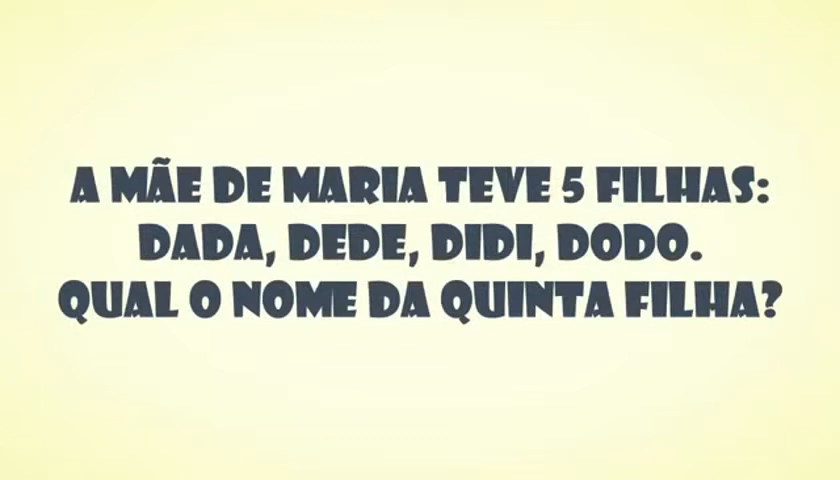 A MÃE DE MARIA TEVE 5 FILHAS:
DADA, DEDE, DIDI, DODO.
QUAL O NOME DA QUINTA FILHA?